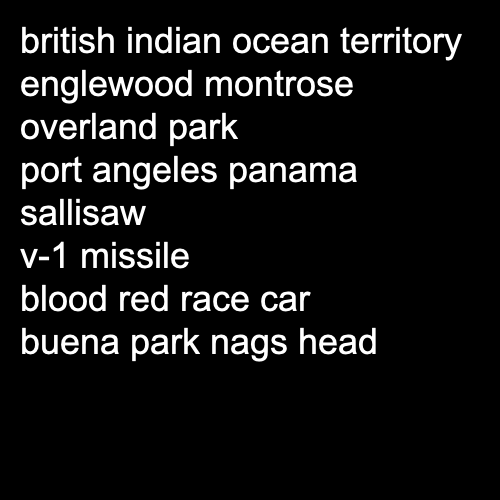 british indian ocean territory
englewood montrose
overland park
port angeles panama
sallisaw
v-1 missile
blood red race car
buena park nags head